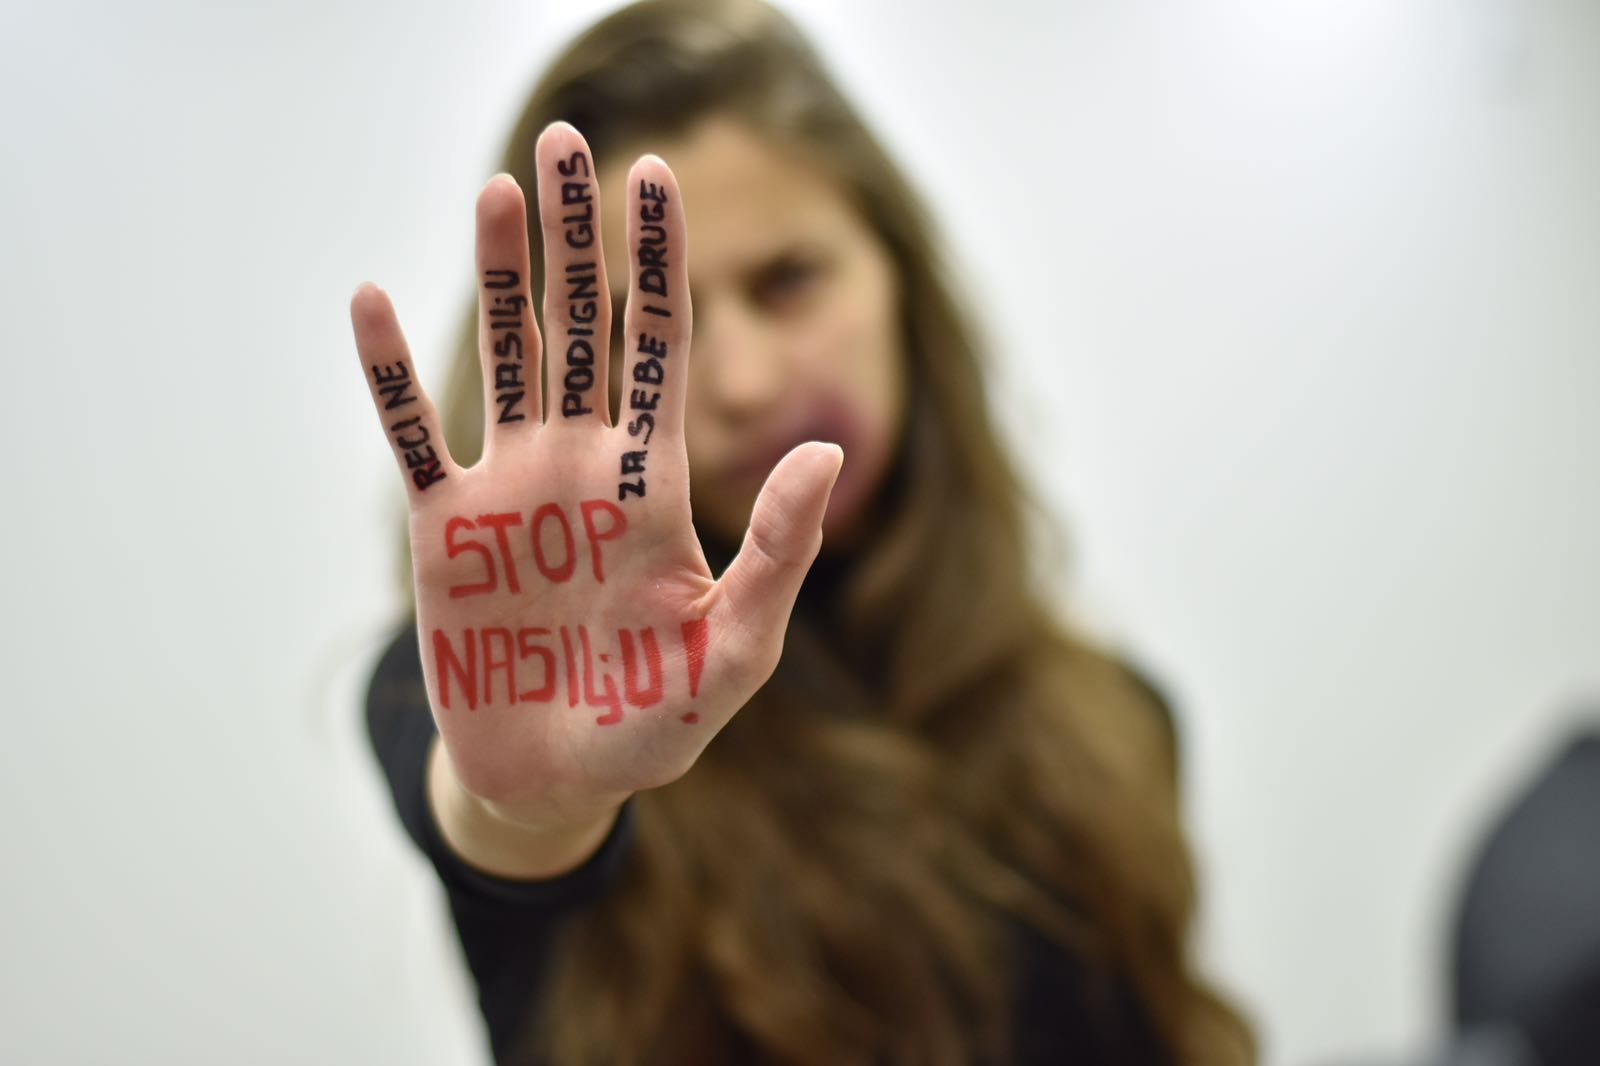 RECI NE
NASILJU
PODIGNI GLAS
ZA SEBE I DRUGE
STOP
NASILJU!